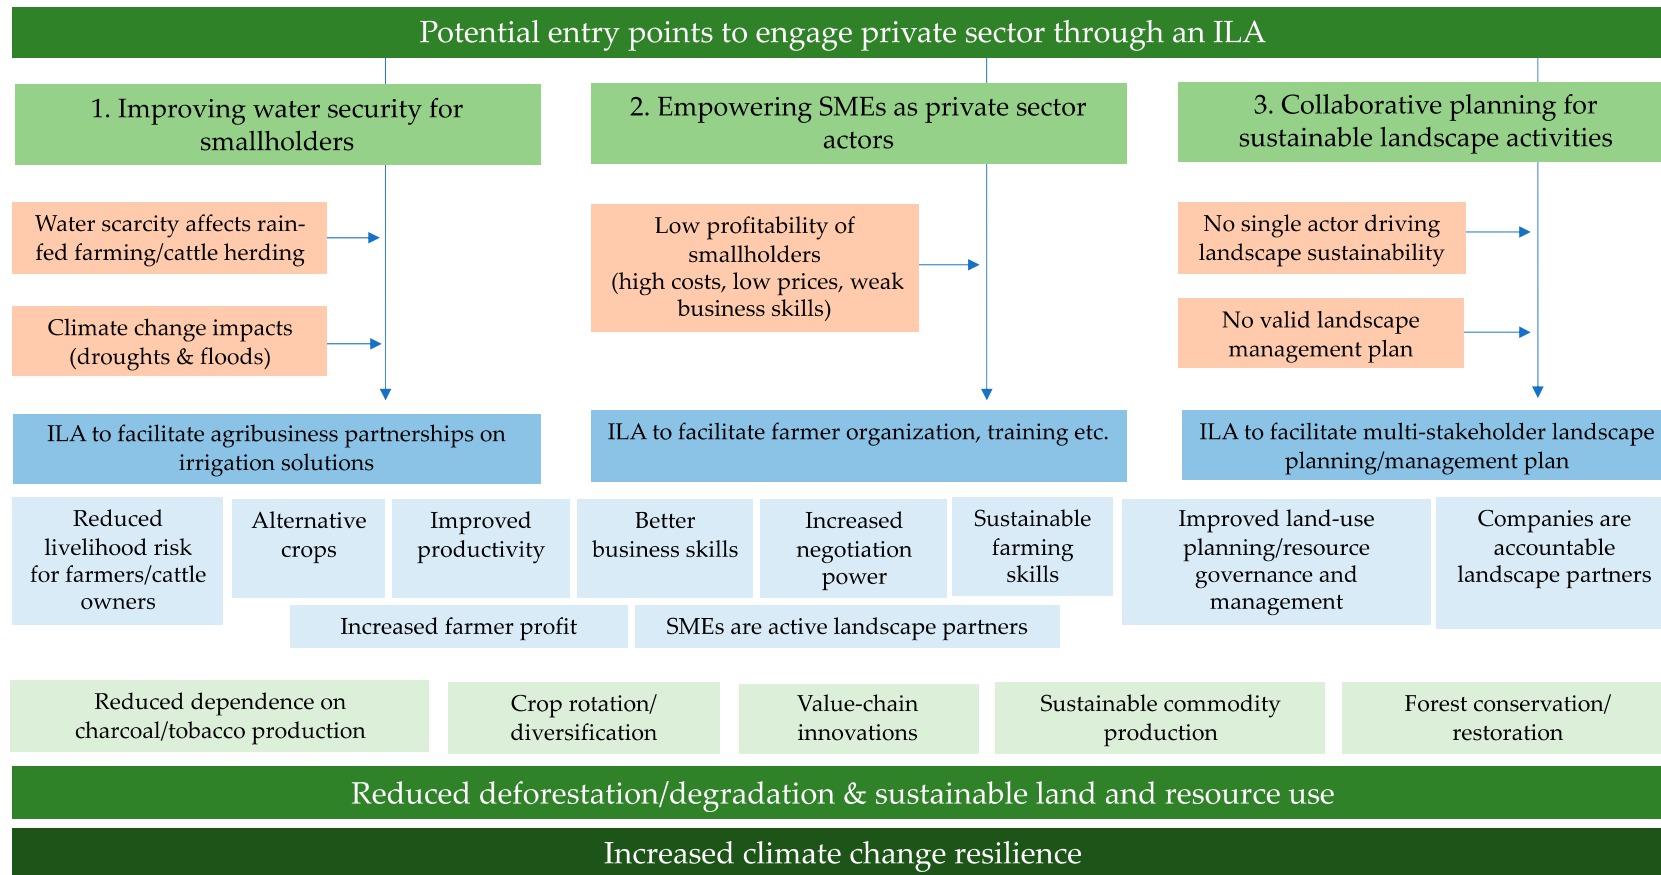 Potential entry points to engage private sector through an ILA
1. Improving water security for
smallholders
2. Empowering SMEs as private sector
actors
3. Collaborative planning for
sustainable landscape activities
Water scarcity affects rain-
fed farming/cattle herding
Climate change impacts
(droughts & floods)
Low profitability of
smallholders
(high costs, low prices, weak
business skills)
No single actor driving
landscape sustainability
No valid landscape
management plan
ILA to facilitate agribusiness partnerships on
irrigation solutions
ILA to facilitate farmer organization, training etc.
ILA to facilitate multi-stakeholder landscape
planning/management plan
Reduced
livelihood risk
for farmers/cattle
owners
Alternative
crops
Improved
productivity
Better
business skills
Increased
negotiation
power
Sustainable
farming
skills
Improved land-use
planning/resource
governance and
management
Companies are
accountable
landscape partners
Increased farmer profit
SMEs are active landscape partners
Reduced dependence on
charcoal/tobacco production
Crop rotation/
diversification
Value-chain
innovations
Sustainable commodity
production
Forest conservation/
restoration
Reduced deforestation/degradation & sustainable land and resource use
Increased climate change resilience